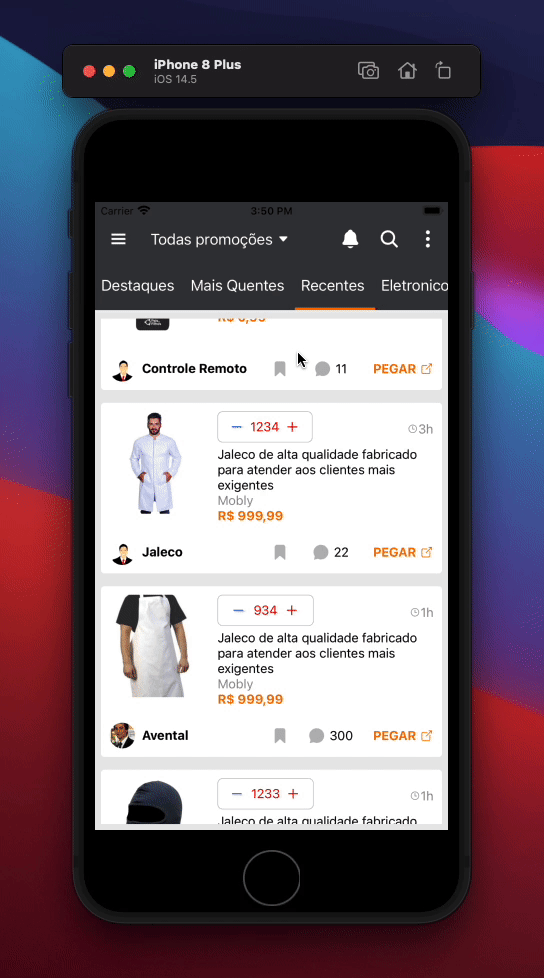 iPhone 8 Plus
iOS 14.5
Carrier 3:50 PM
Todas promoções
Destaques Mais Quentes Recentes Eletronico
R$ 6,99
Controle Remoto 11 PEGAR
1234 3h
Jaleco de alta qualidade fabricado
para atender aos clientes mais
exigentes
Mobly
R$ 999,99
Jaleco 22 PEGAR
934 1h
Jaleco de alta qualidade fabricado
para atender aos clientes mais
exigentes
Mobly
R$ 999,99
Avental 300 PEGAR
1233 1h
Jaleco de alta qualidade fabricado